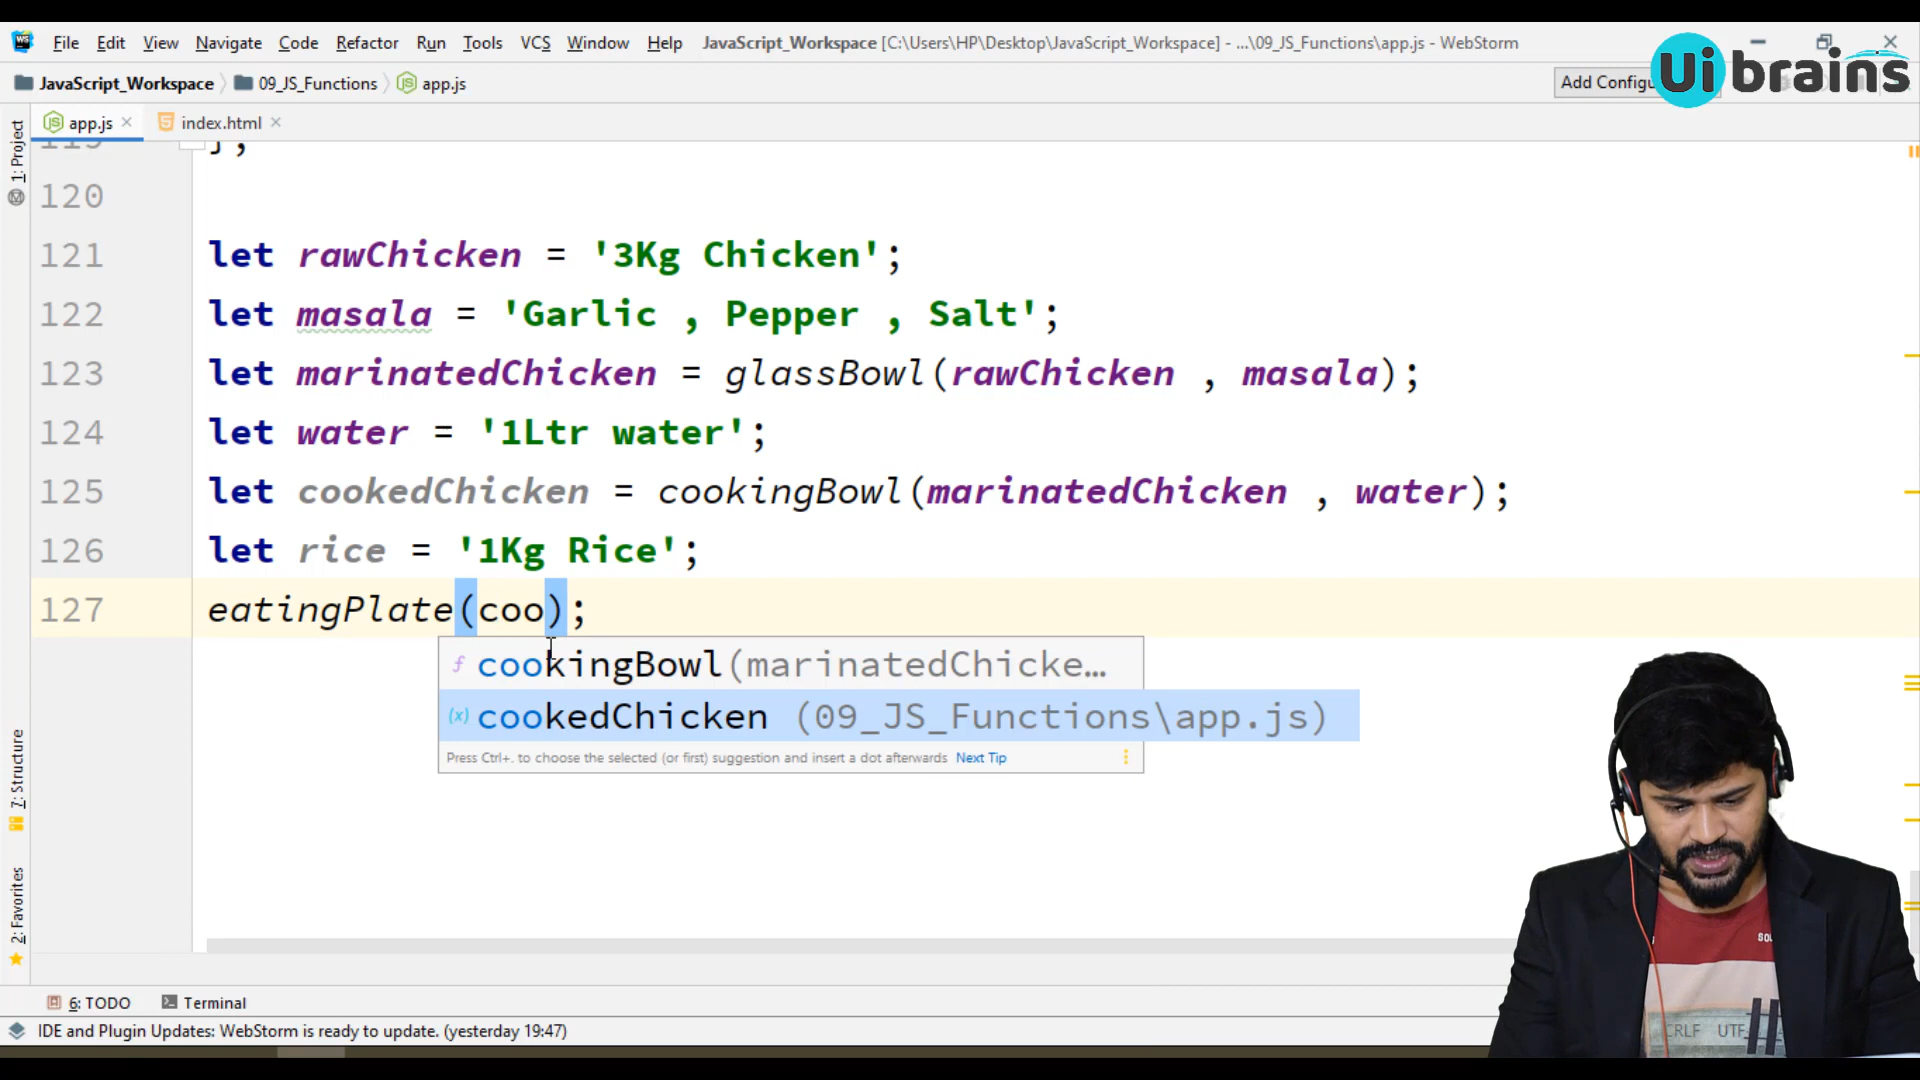 File Edit View Navigate Code Refactor Run Tools VCS Window Help JavaScript_Workspace [C:\Users\HP\Desktop\JavaScript_Workspace] - ...\09_JS_Functions\app.js - WebStorm
JavaScript_Workspace 09_JS_Functions app.js
Add Configu
Ui brains
app.js index.html
1: Project
119 };
120
121 let rawChicken = '3Kg Chicken';
122 let masala = 'Garlic , Pepper , Salt';
123 let marinatedChicken = glassBowl(rawChicken , masala);
124 let water = '1Ltr water';
125 let cookedChicken = cookingBowl(marinatedChicken , water);
126 let rice = '1Kg Rice';
127 eatingPlate(coo);
f cookingBowl(marinatedChicke…
(x) cookedChicken (09_JS_Functions\app.js)
Press Ctrl+. to choose the selected (or first) suggestion and insert a dot afterwards Next Tip
7: Structure
2: Favorites
6: TODO Terminal
IDE and Plugin Updates: WebStorm is ready to update. (yesterday 19:47)
CRLF UTF